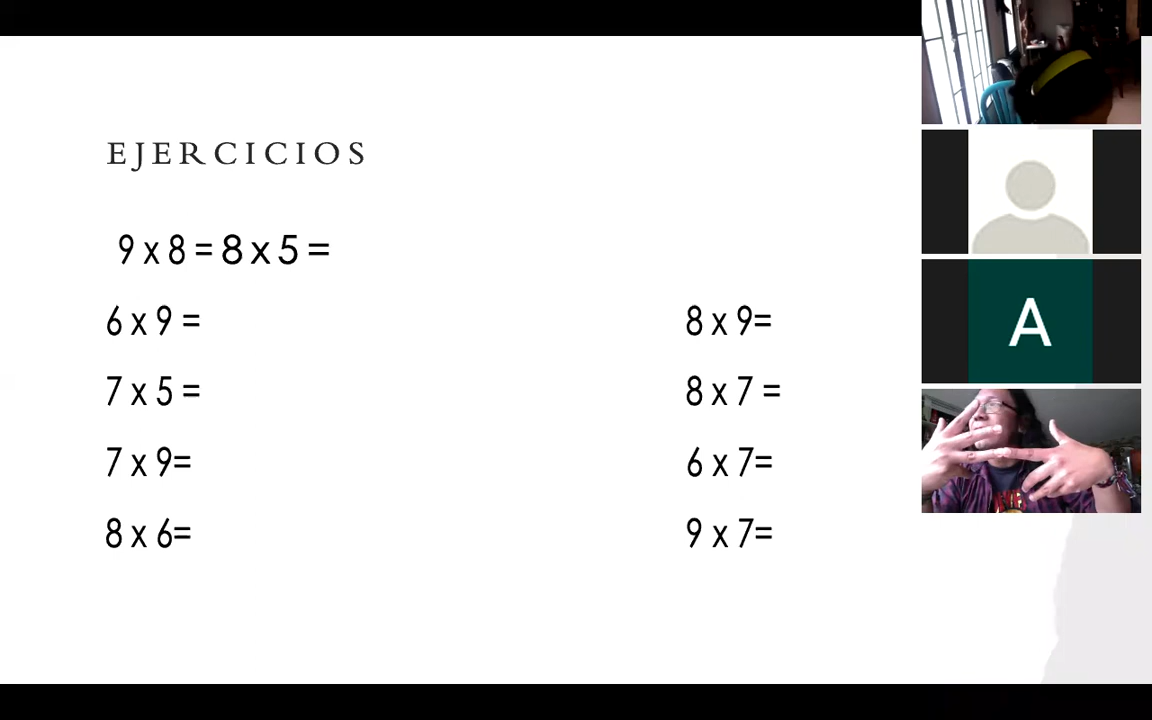 EJERCICIOS
9 x 8 = 8 x 5 =
6 x 9 =
8 x 9=
7 x 5 =
8 x 7 =
7 x 9=
6 x 7=
8 x 6=
9 x 7=
A